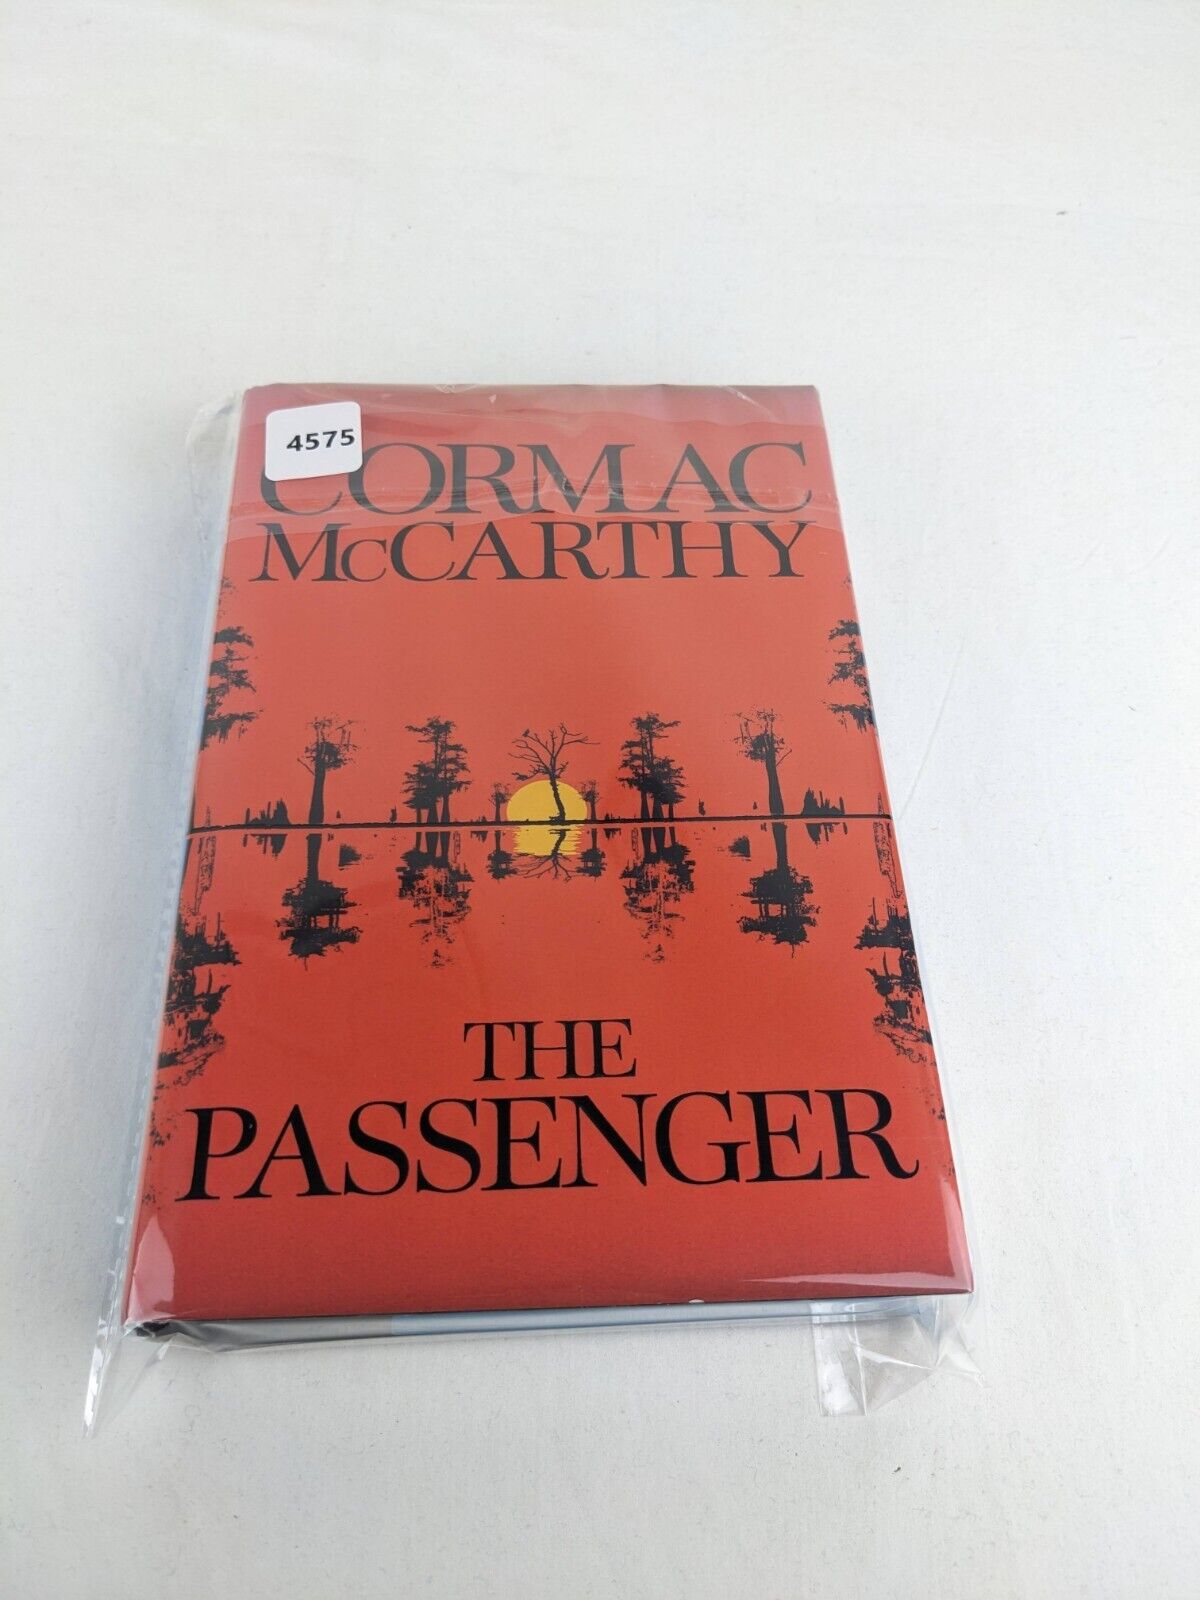 4575
CORMAC
McCARTHY
THE
PASSENGER